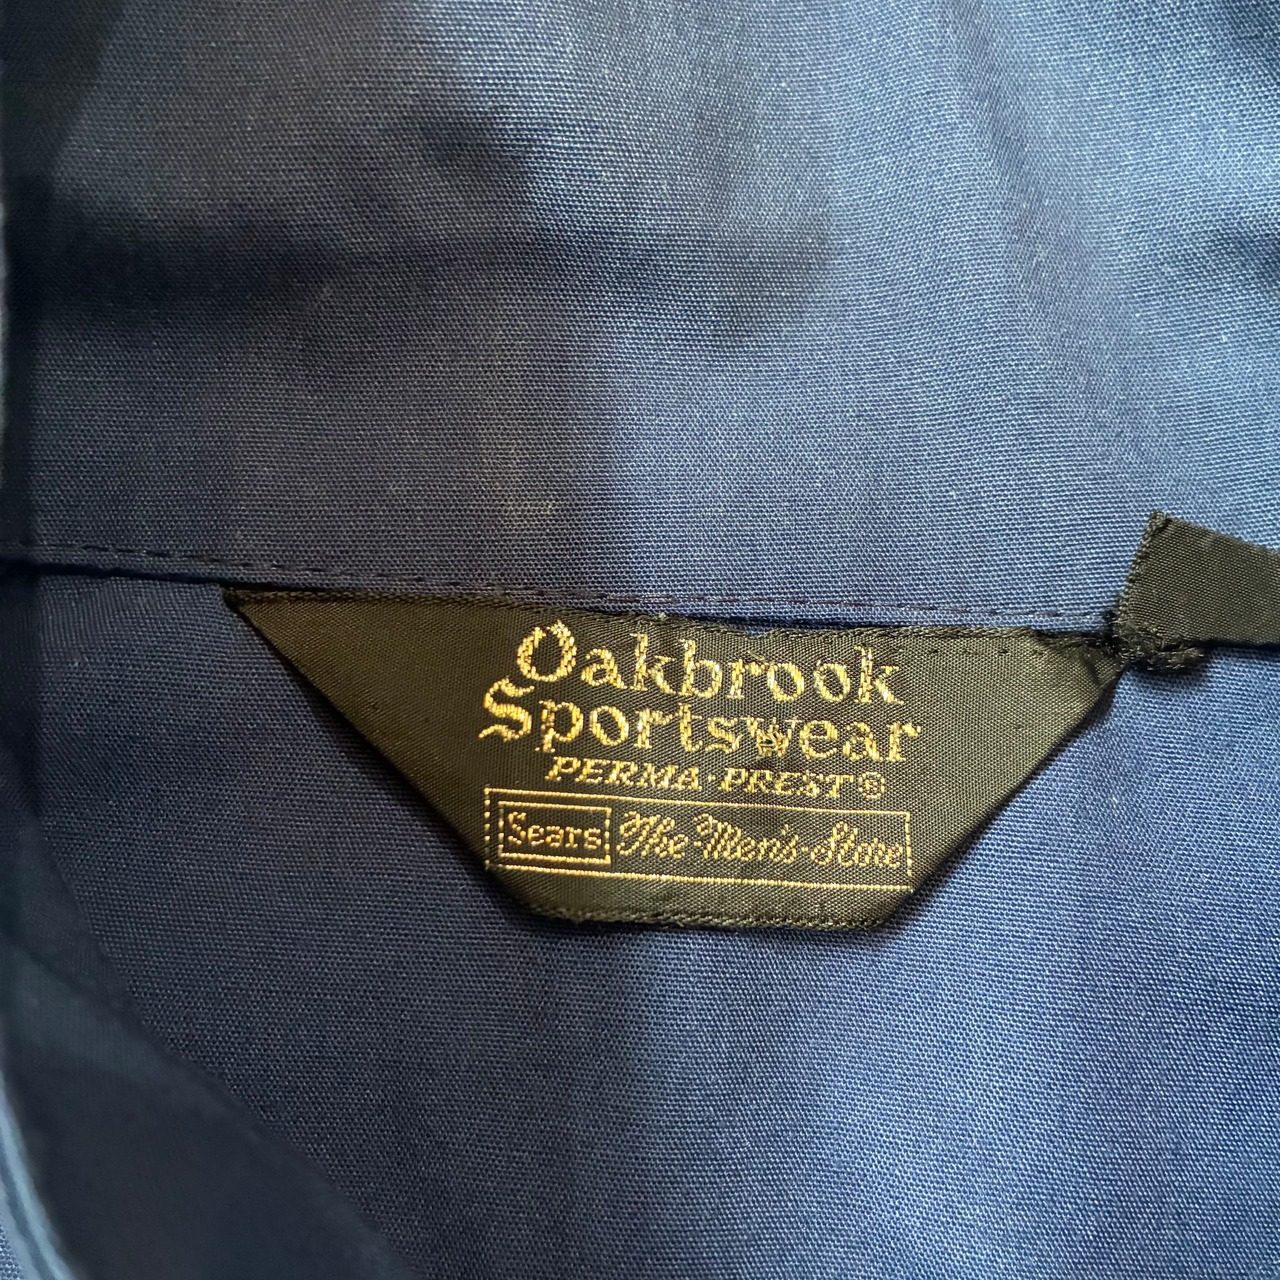 Oakbrook
Sportswear
PERMA·PREST®
Sears The Men's Store